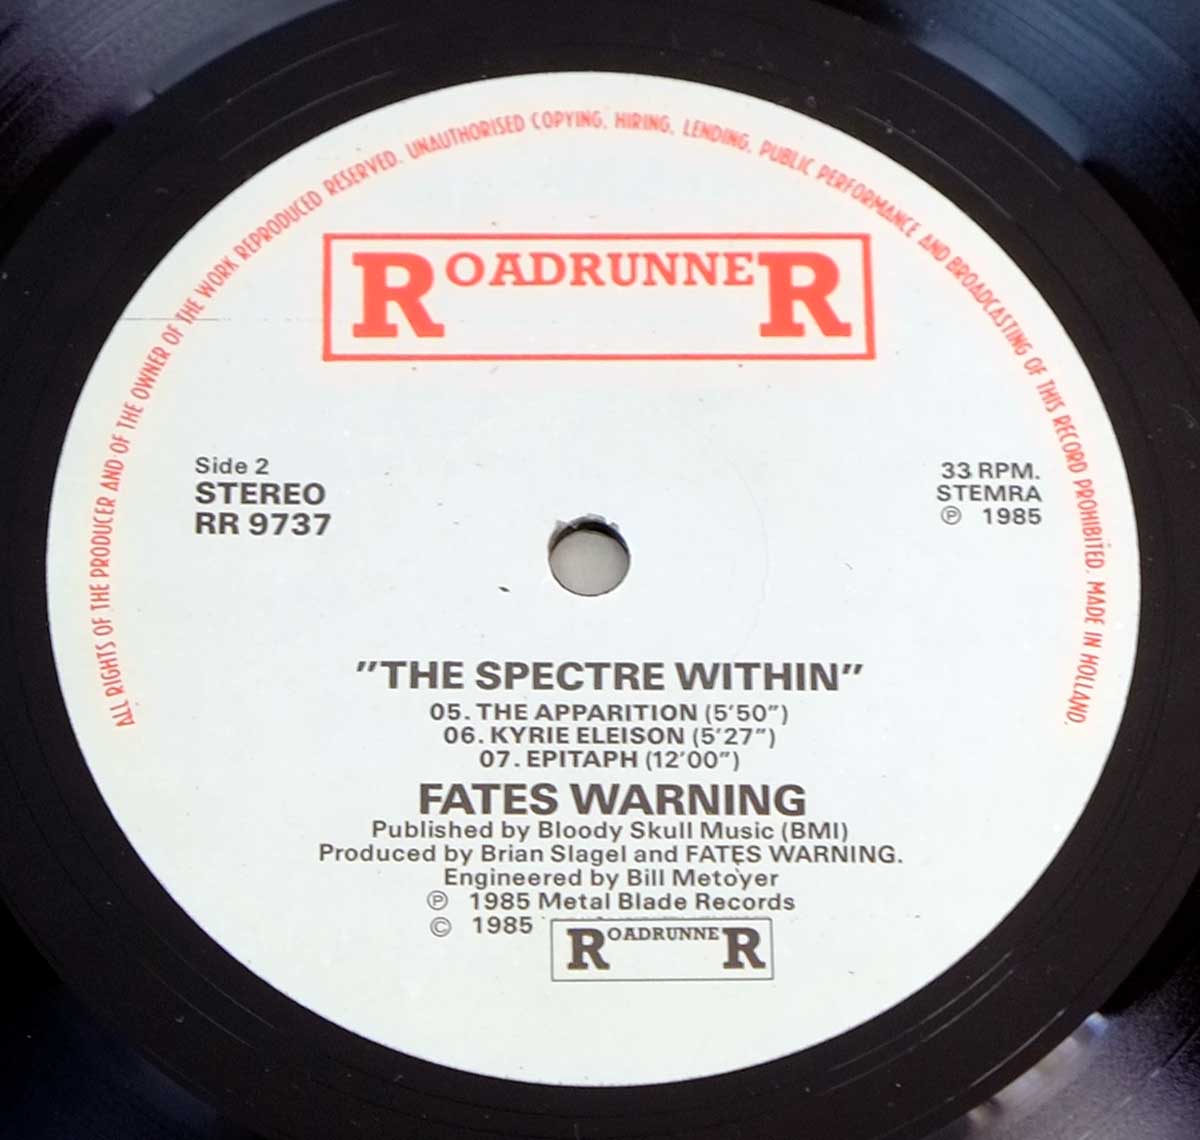 ALL RIGHTS OF THE PRODUCER AND OF THE OWNER OF THE WORK REPRODUCED RESERVED. UNAUTHORISED COPYING, HIRING, LENDING, PUBLIC PERFORMANCE AND BROADCASTING OF THIS RECORD PROHIBITED. MADE IN HOLLAND.
ROADRUNNER
Side 2
STEREO
RR 9737
33 RPM.
STEMRA
℗ 1985
"THE SPECTRE WITHIN"
05. THE APPARITION (5'50")
06. KYRIE ELEISON (5'27")
07. EPITAPH (12'00")
FATES WARNING
Published by Bloody Skull Music (BMI)
Produced by Brian Slagel and FATES WARNING.
Engineered by Bill Metoyer
℗ 1985 Metal Blade Records
© 1985 ROADRUNNER